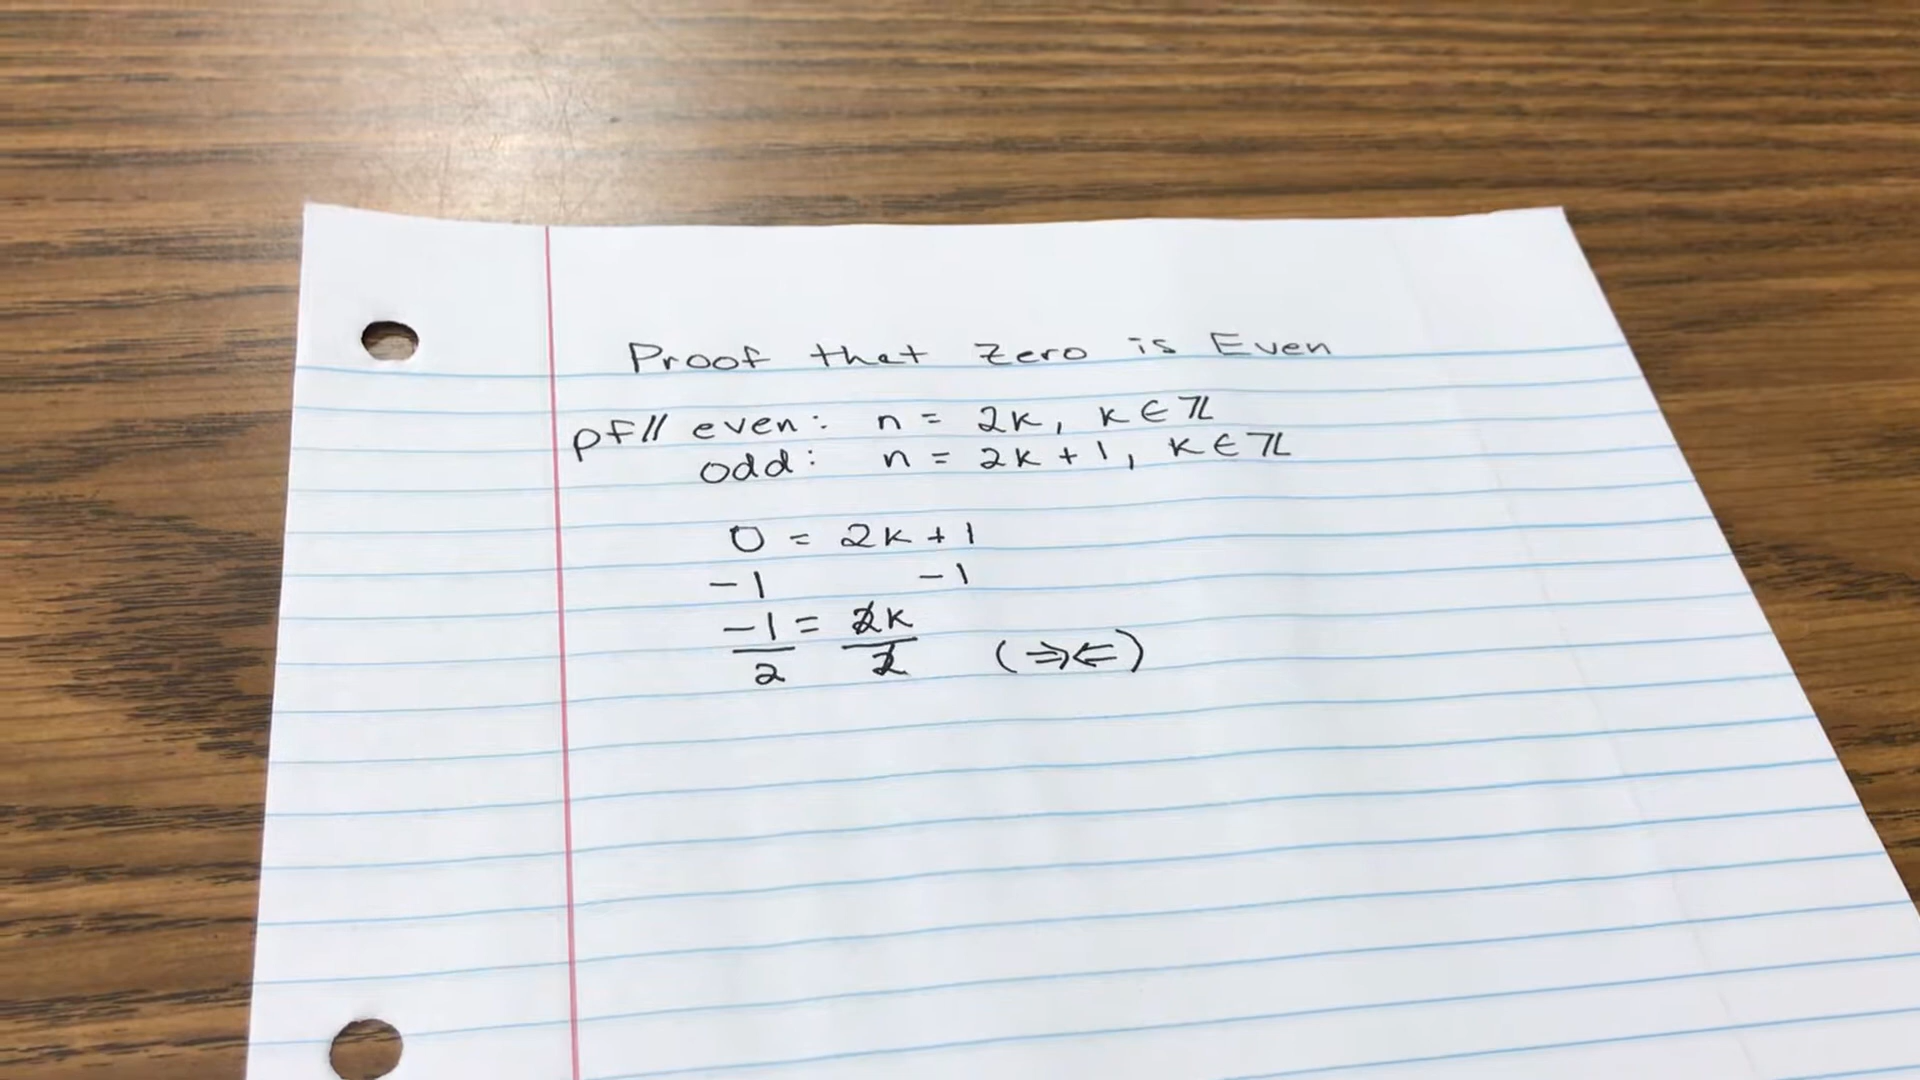 Proof that Zero is Even
pf// even: n = 2k, k ∈ ℤ
odd: n = 2k + 1, k ∈ ℤ
0 = 2k + 1
-1 -1
-1 = 2k
2 2 (⇒⇐)